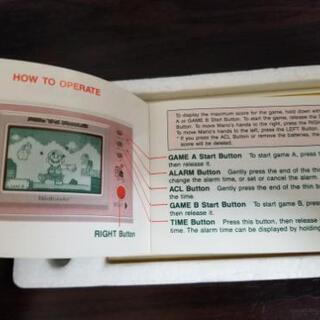 HOW TO OPERATE
To display the maximum score for the game, hold down
A or GAME B Start Button. To start the game, release the
To move Mario's hands to the right, press the RIGH
Button. To move Mario's hands to the left, press the LEFT Button.
* If you press the ACL Button or remove the batteries, the
score will be deleted.
GAME A Start Button To start game A, press t
then release it.
ALARM Button Gently press the end of the thin
change the alarm time, or set or cancel the alarm.
ACL Button Gently press the end of the thin b
the time.
GAME B Start Button To start game B, press
then release it.
TIME Button Press this button, then release
time. The alarm time can be displayed by holding
Nintendo
RIGHT Button